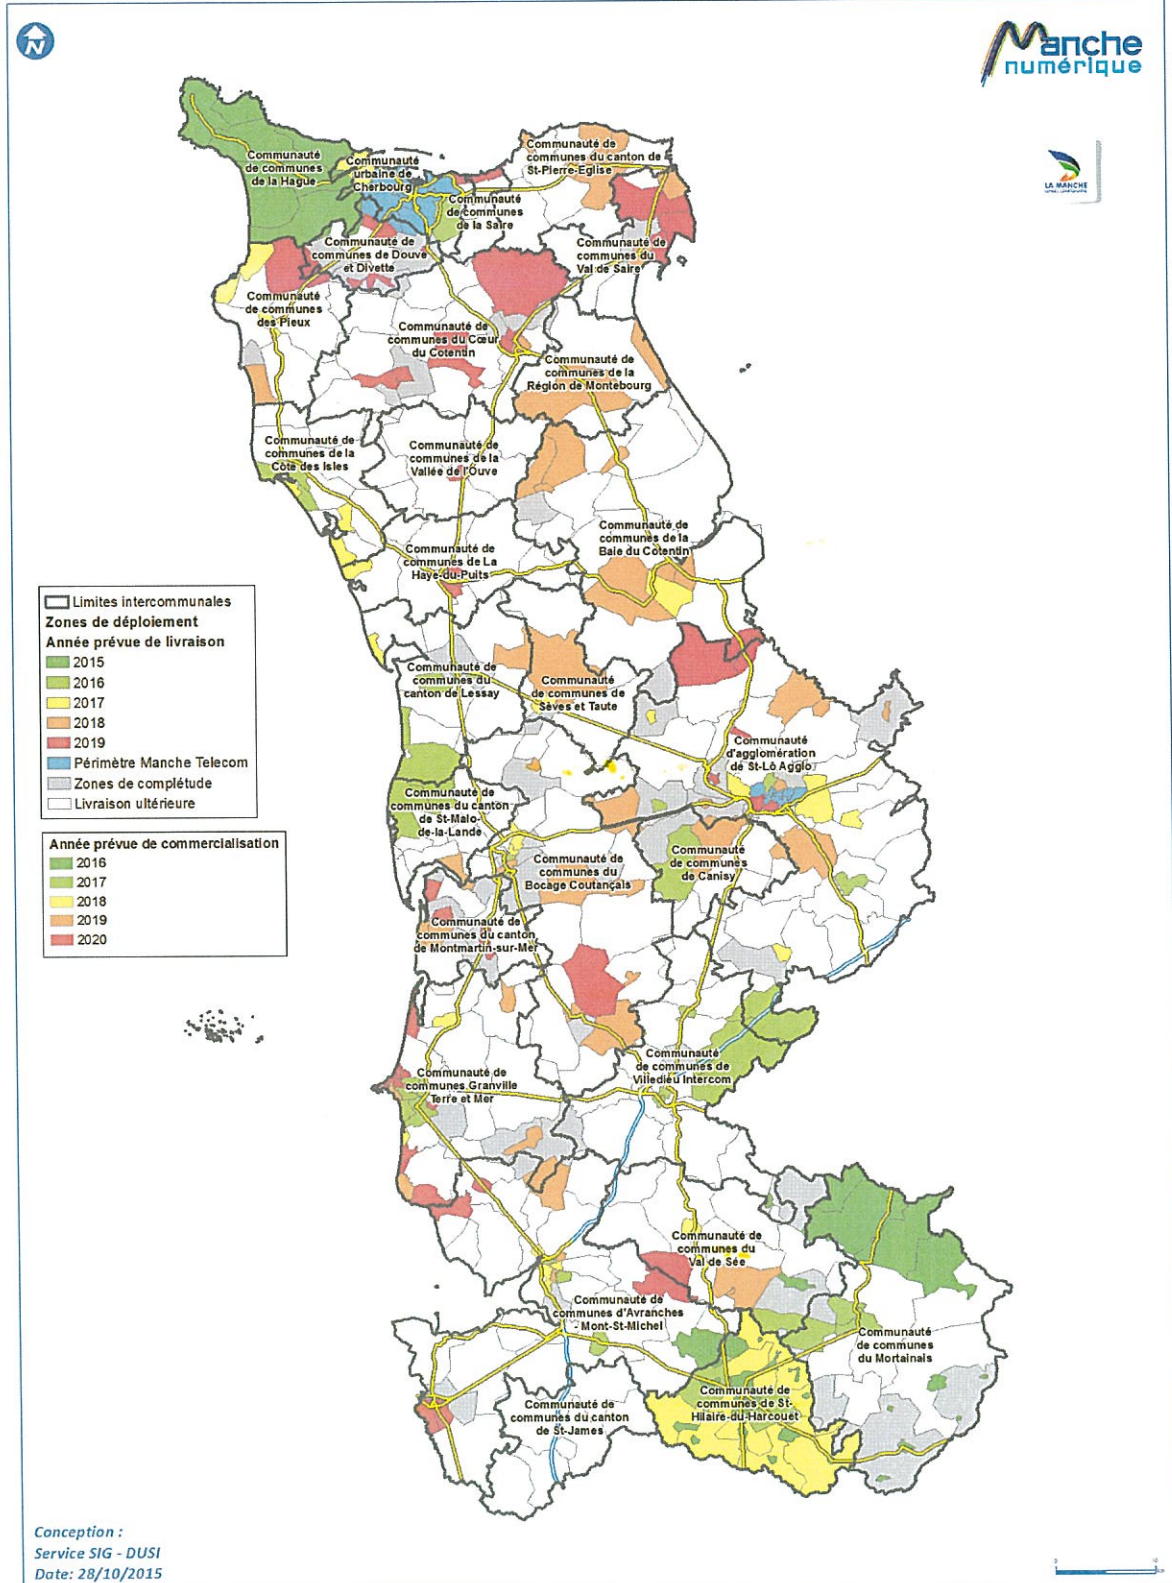 N
Manche
numérique
LA MANCHE
Communauté
de communes
de la Hague
Communauté
urbaine de
Cherbourg
Communauté de
communes du canton de
St-Pierre-Eglise
Communauté
de communes
de la Saire
Communauté de
communes de Douve
et Divette
Communauté de
communes du
Val de Saire
Communauté
de communes
des Pieux
Communauté de
communes du Cœur
du Cotentin
Communauté de
communes de la
Région de Montebourg
Communauté de
communes de la
Côte des Isles
Communauté de
communes de la
Vallée de l'Ouve
Communauté de
communes de la
Baie du Cotentin
Communauté de
communes de La
Haye-du-Puits
Limites intercommunales
Zones de déploiement
Année prévue de livraison
2015
2016
2017
2018
2019
Périmètre Manche Telecom
Zones de complétude
Livraison ultérieure
Communauté de
communes du
canton de Lessay
Communauté
de communes de
Sèves et Taute
Communauté
d'agglomération
de St-Lô Agglo
Communauté de
communes du canton
de St-Malo-
de-la-Lande
Année prévue de commercialisation
2016
2017
2018
2019
2020
Communauté de
communes du
Bocage Coutançais
Communauté
de communes
de Canisy
Communauté de
communes du canton
de Montmartin-sur-Mer
Communauté de
communes Granville
Terre et Mer
Communauté
de communes de
Villedieu Intercom
Communauté de
communes du
Val de Sée
Communauté de
communes d'Avranches
- Mont-St-Michel
Communauté
de communes
du Mortainais
Communauté de
communes de St-
Hilaire-du-Harcouet
Communauté de
communes du canton
de St-James
Conception :
Service SIG - DUSI
Date: 28/10/2015